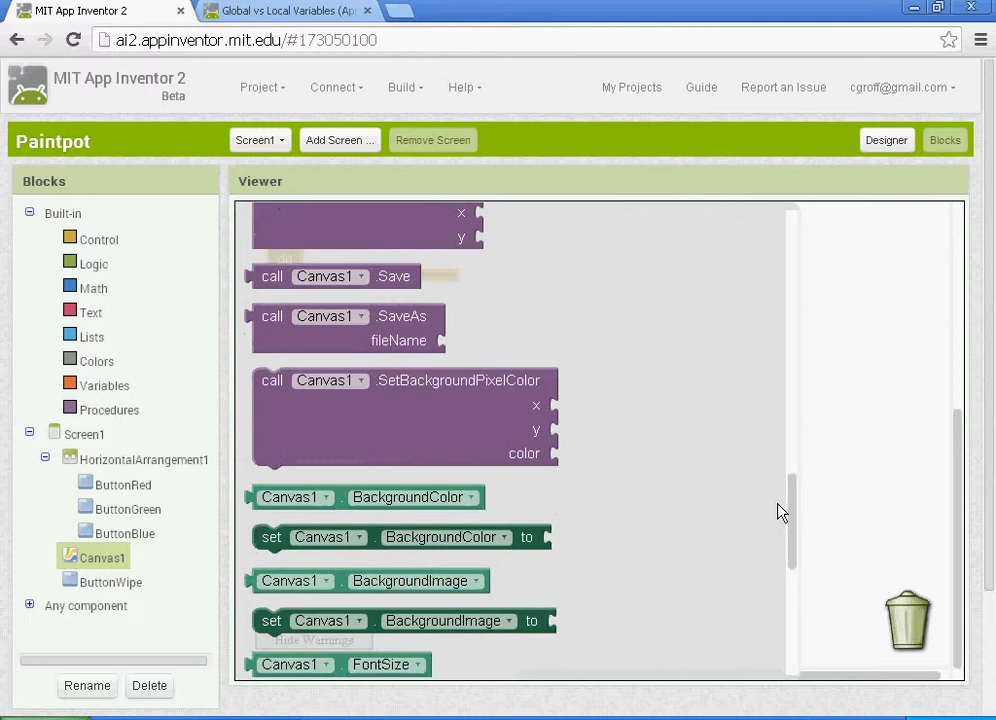 MIT App Inventor 2
Global vs Local Variables (Ap
ai2.appinventor.mit.edu/#173050100
MIT App Inventor 2
Beta
Project
Connect
Build
Help
My Projects
Guide
Report an Issue
cgroff@gmail.com
Paintpot
Screen1
Add Screen ...
Remove Screen
Designer
Blocks
Blocks
Viewer
Built-in
Control
Logic
Math
Text
Lists
Colors
Variables
Procedures
Screen1
HorizontalArrangement1
ButtonRed
ButtonGreen
ButtonBlue
Canvas1
ButtonWipe
Any component
Rename
Delete
x
y
do
call Canvas1 .Save
call Canvas1 .SaveAs
fileName
call Canvas1 .SetBackgroundPixelColor
x
y
color
Canvas1 . BackgroundColor
set Canvas1 . BackgroundColor to
Canvas1 . BackgroundImage
set Canvas1 . BackgroundImage to
Hide Warnings
Canvas1 . FontSize